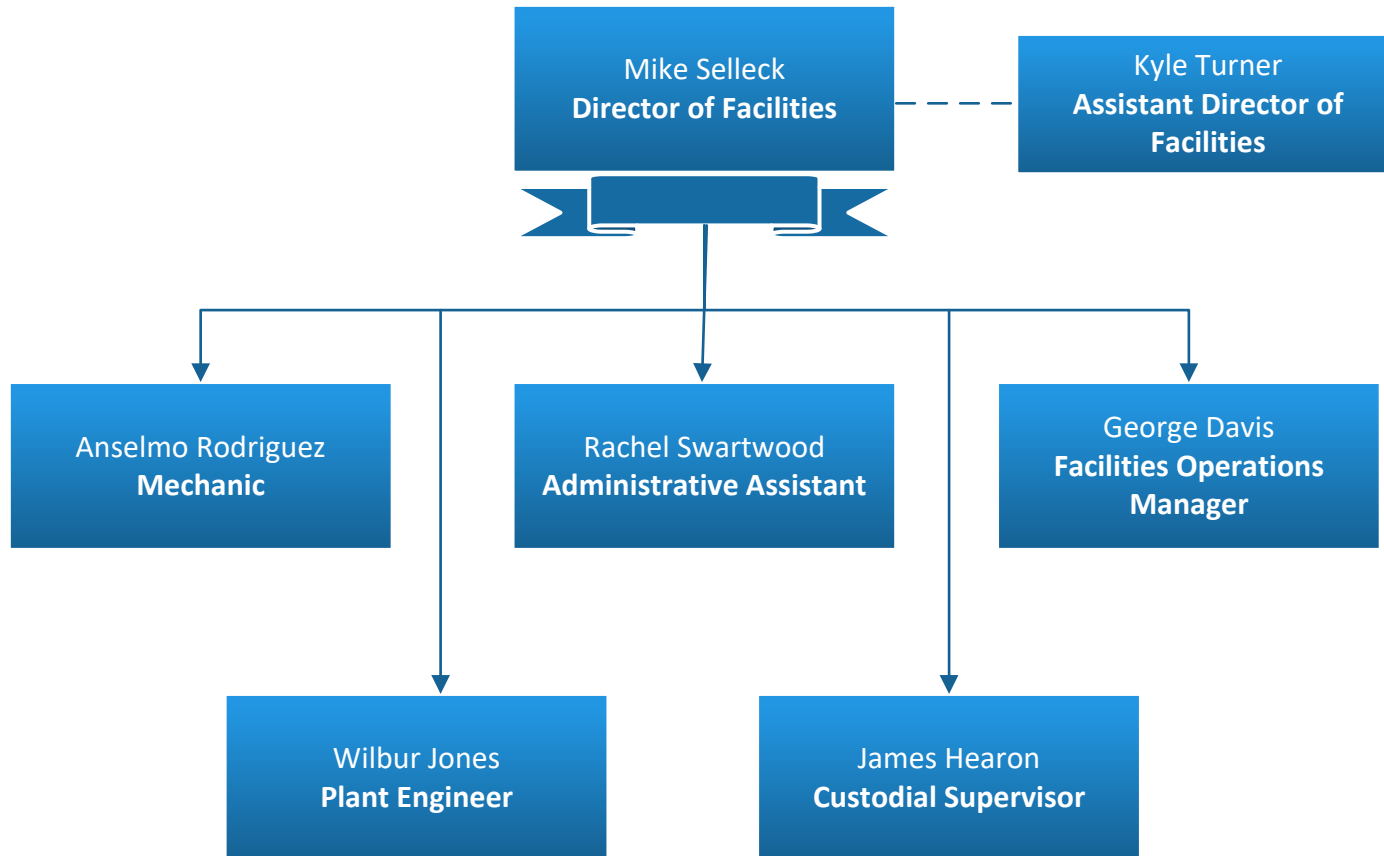 Mike Selleck
Director of Facilities
Kyle Turner
Assistant Director of
Facilities
Anselmo Rodriguez
Mechanic
Rachel Swartwood
Administrative Assistant
George Davis
Facilities Operations
Manager
Wilbur Jones
Plant Engineer
James Hearon
Custodial Supervisor